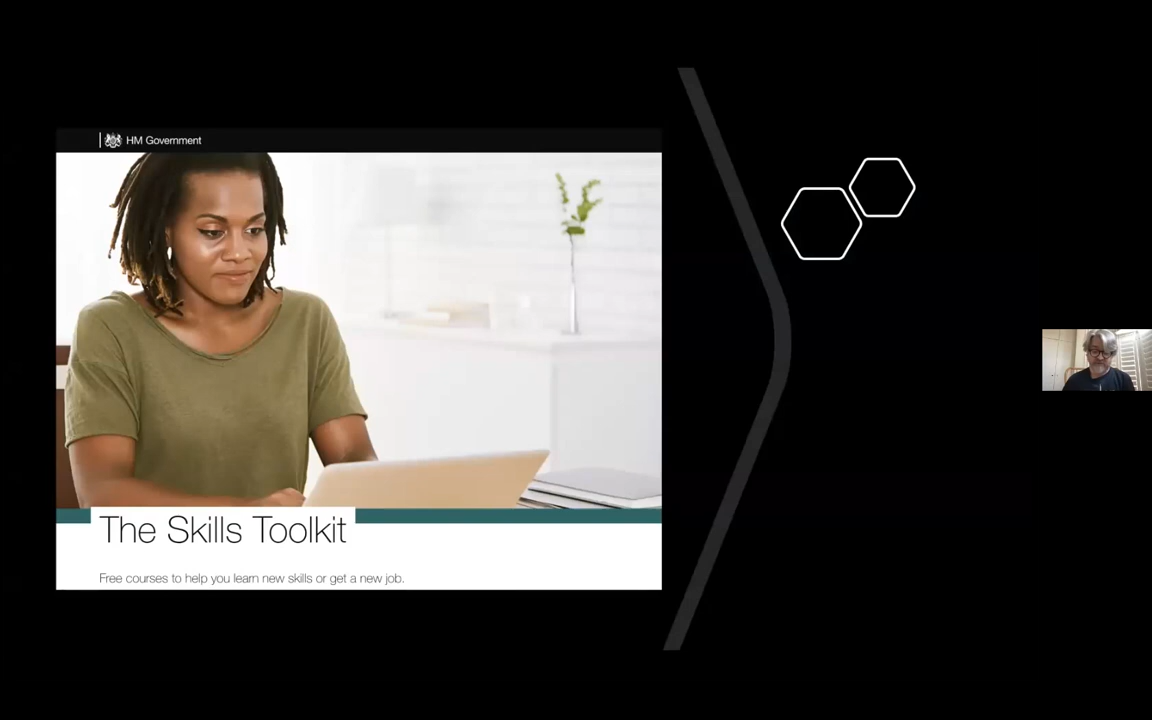 HM Government
The Skills Toolkit
Free courses to help you learn new skills or get a new job.